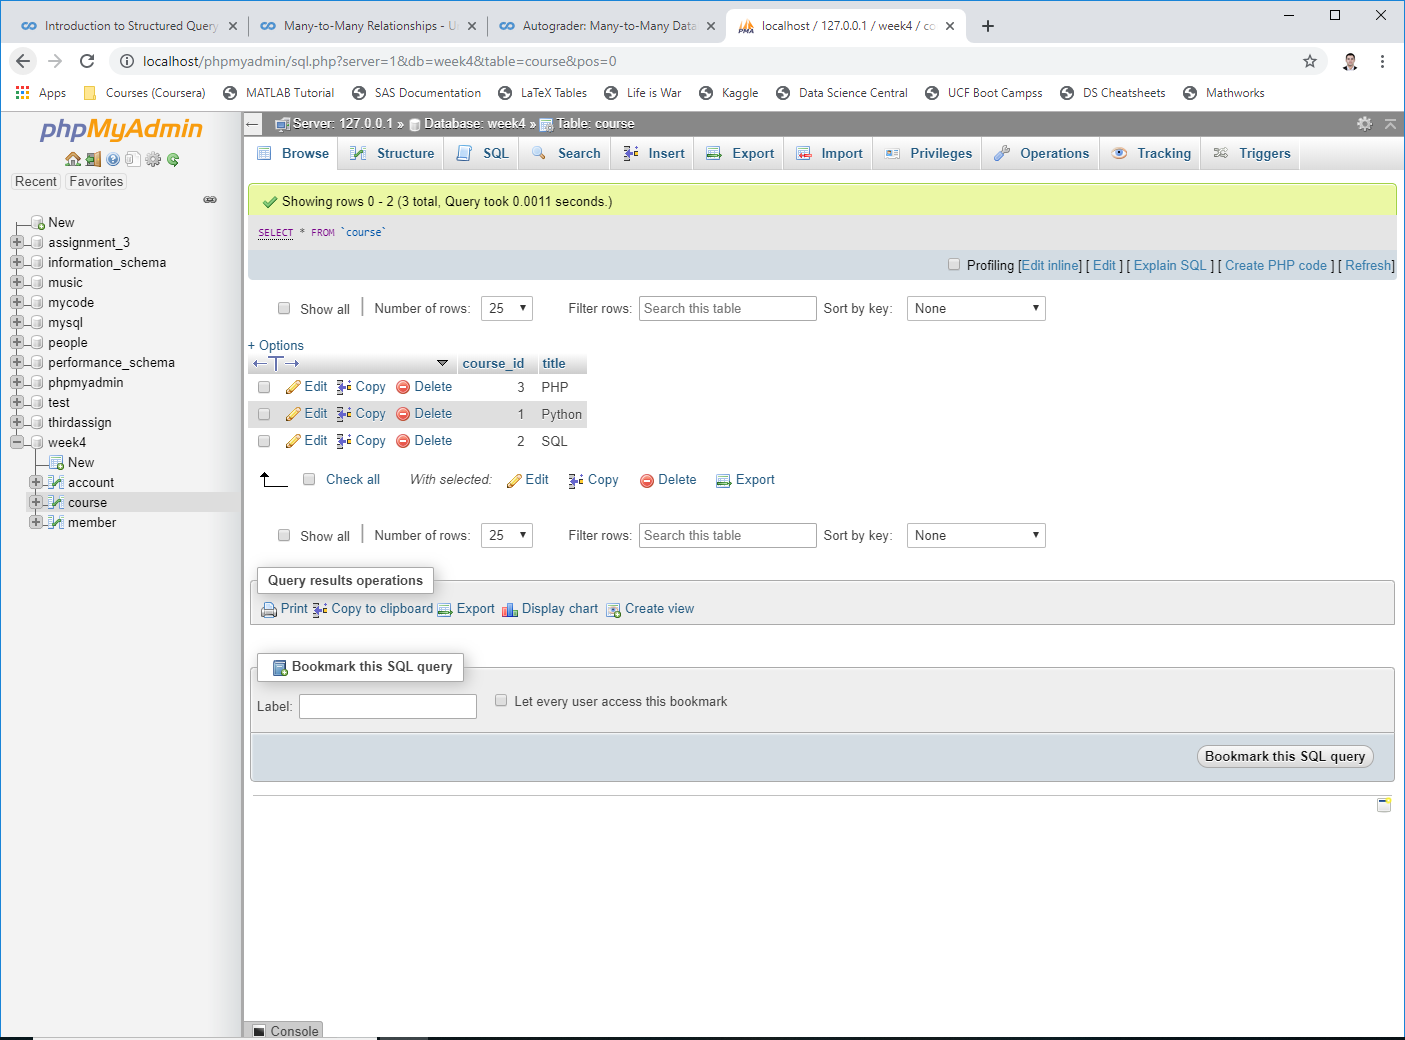 Introduction to Structured Query
Many-to-Many Relationships - U
Autograder: Many-to-Many Data
localhost / 127.0.0.1 / week4 / co
localhost/phpmyadmin/sql.php?server=1&db=week4&table=course&pos=0
Apps Courses (Coursera) MATLAB Tutorial SAS Documentation LaTeX Tables Life is War Kaggle Data Science Central UCF Boot Campss DS Cheatsheets Mathworks
phpMyAdmin
Recent Favorites
New
assignment_3
information_schema
music
mycode
mysql
people
performance_schema
phpmyadmin
test
thirdassign
week4
New
account
course
member
Server: 127.0.0.1 » Database: week4 » Table: course
Browse Structure SQL Search Insert Export Import Privileges Operations Tracking Triggers
Showing rows 0 - 2 (3 total, Query took 0.0011 seconds.)
SELECT * FROM `course`
Profiling [Edit inline] [ Edit ] [ Explain SQL ] [ Create PHP code ] [ Refresh]
Show all | Number of rows: 25 Filter rows: Search this table Sort by key: None
+ Options
←T→ course_id title
Edit Copy Delete 3 PHP
Edit Copy Delete 1 Python
Edit Copy Delete 2 SQL
Check all With selected: Edit Copy Delete Export
Show all | Number of rows: 25 Filter rows: Search this table Sort by key: None
Query results operations
Print Copy to clipboard Export Display chart Create view
Bookmark this SQL query
Label: Let every user access this bookmark
Bookmark this SQL query
Console